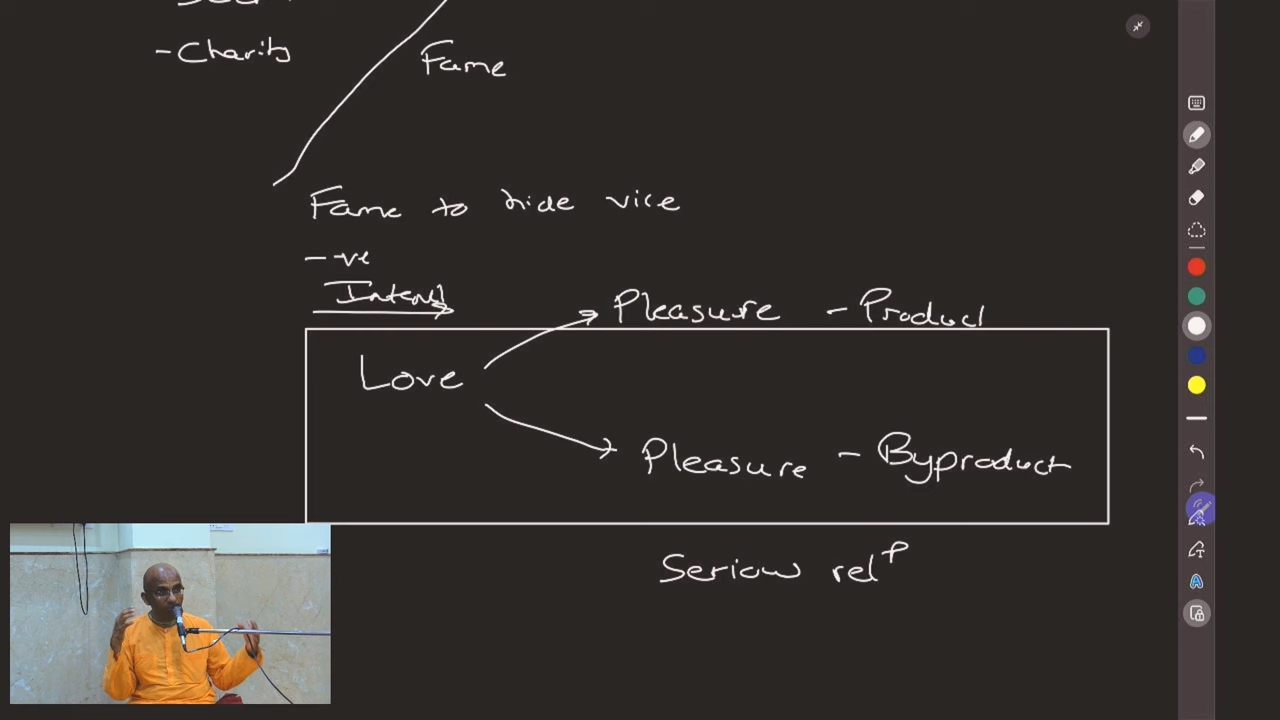 - Charity
Fame
Fame to hide vice
- -ve
Intent
Pleasure - Product
Love
Pleasure - Byproduct
Serious relp